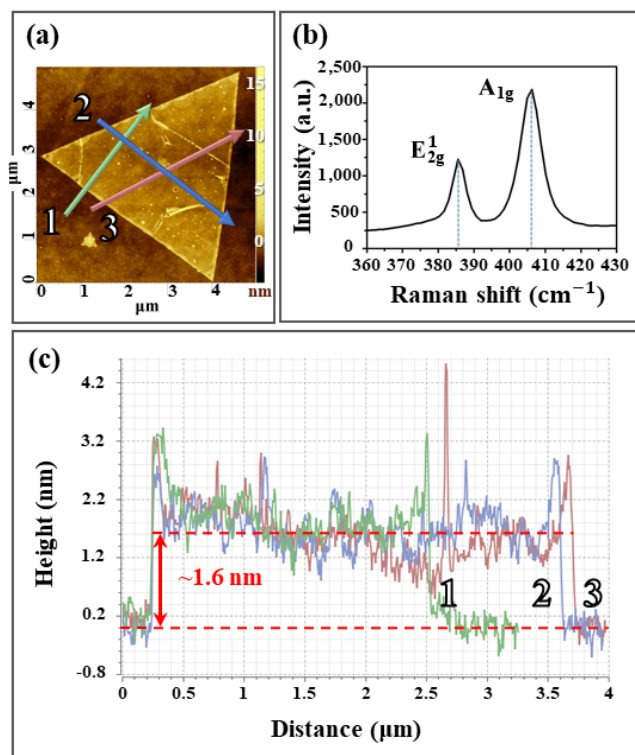 (a)
15
10
5
0
nm
1
2
3
μm
0 1 2 3 4
μm
0 1 2 3 4
(b)
Intensity (a.u.)
2,500
2,000
1,500
1,000
500
0
E¹2g
A1g
360 370 380 390 400 410 420 430
Raman shift (cm⁻¹)
(c)
Height (nm)
4.2
3.2
2.2
1.2
0.2
-0.8
~1.6 nm
1 2 3
0 0.5 1 1.5 2 2.5 3 3.5 4
Distance (μm)